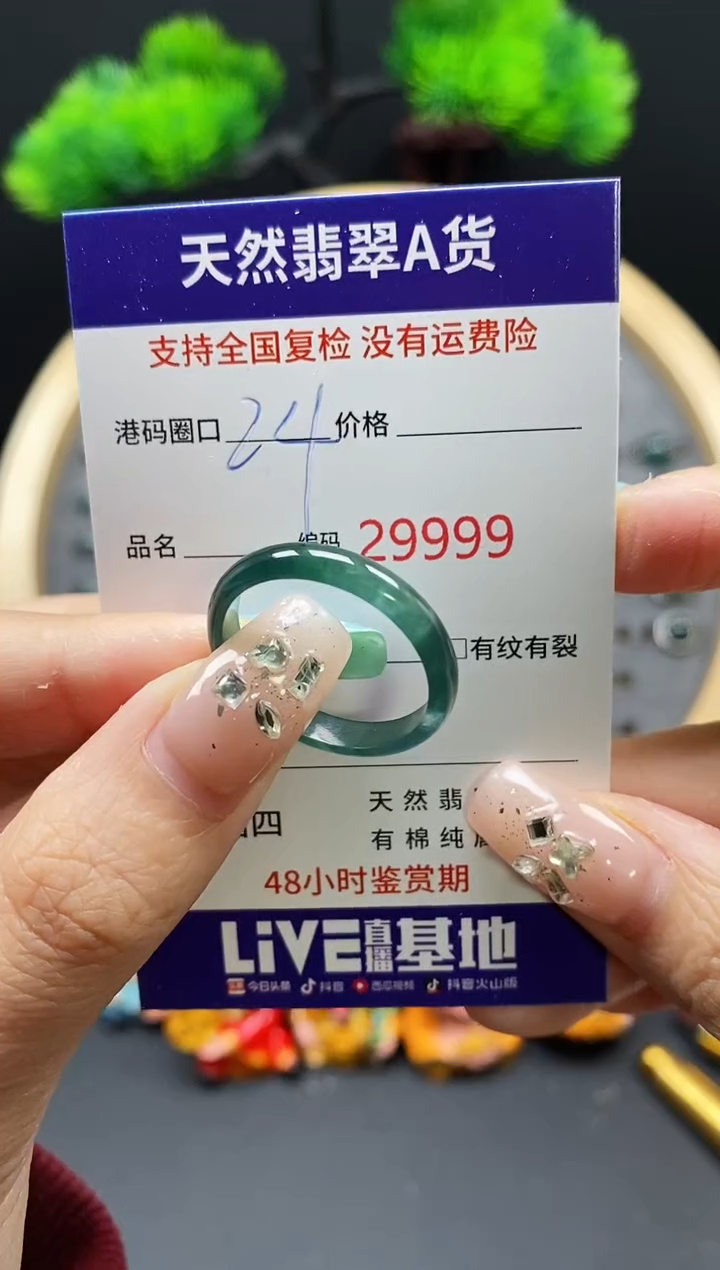 天然翡翠A货
支持全国复检 没有运费险
港码圈口 24 价格
品名 编码 29999
□有纹有裂
四 天然翡
有棉纯
48小时鉴赏期
LiVE直播基地
今日头条 抖音 西瓜视频 抖音火山版